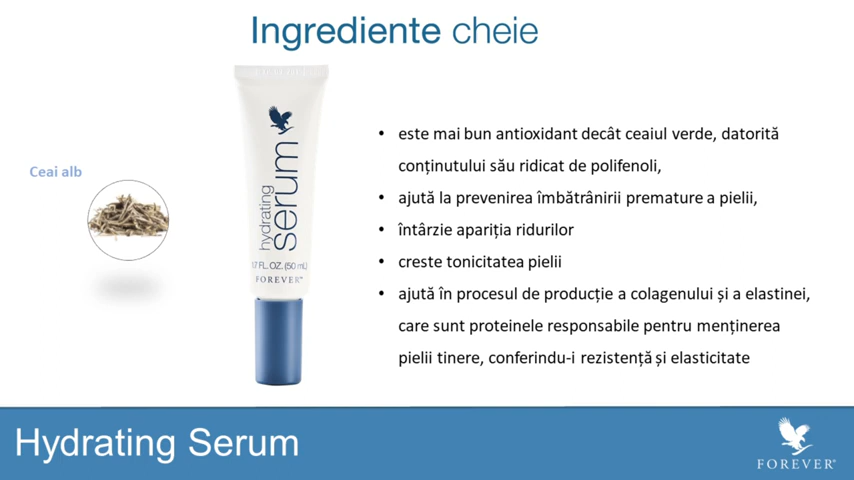 Ingrediente cheie
Ceai alb
hydrating
serum
1.7 FL. OZ. (50 mL)
FOREVER™
• este mai bun antioxidant decât ceaiul verde, datorită
conținutului său ridicat de polifenoli,
• ajută la prevenirea îmbătrânirii premature a pielii,
• întârzie apariția ridurilor
• creste tonicitatea pielii
• ajută în procesul de producție a colagenului și a elastinei,
care sunt proteinele responsabile pentru menținerea
pielii tinere, conferindu-i rezistență și elasticitate
Hydrating Serum
FOREVER®